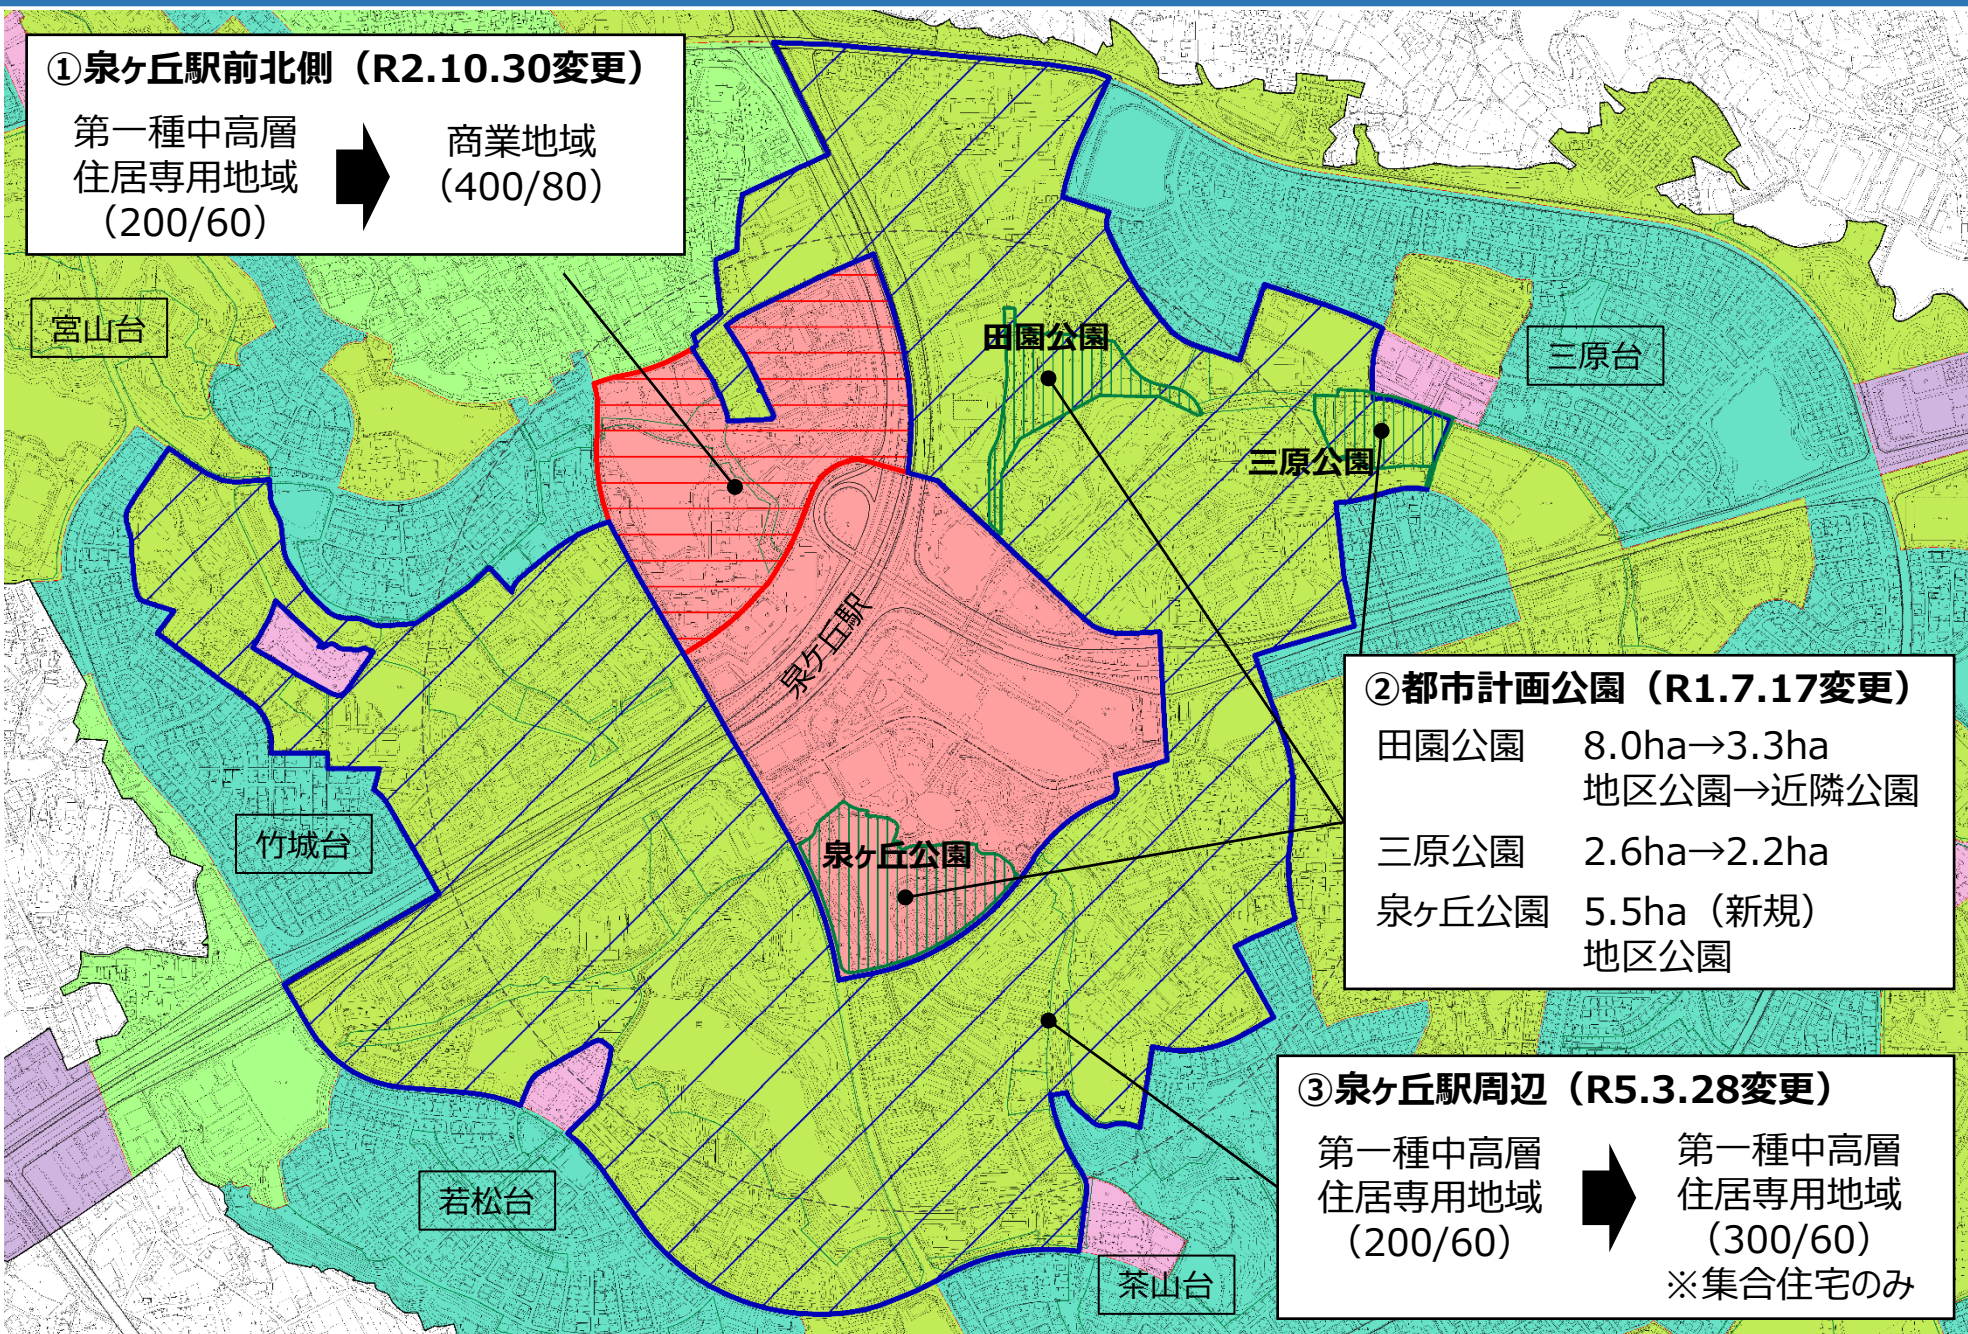 ①泉ヶ丘駅前北側（R2.10.30変更）
第一種中高層
住居専用地域
（200/60）
商業地域
（400/80）
宮山台
田園公園
三原台
三原公園
泉ケ丘駅
②都市計画公園（R1.7.17変更）
田園公園　8.0ha→3.3ha
地区公園→近隣公園
三原公園　2.6ha→2.2ha
泉ヶ丘公園　5.5ha（新規）
地区公園
竹城台
泉ヶ丘公園
③泉ヶ丘駅周辺（R5.3.28変更）
第一種中高層
住居専用地域
（200/60）
第一種中高層
住居専用地域
（300/60）
※集合住宅のみ
若松台
茶山台